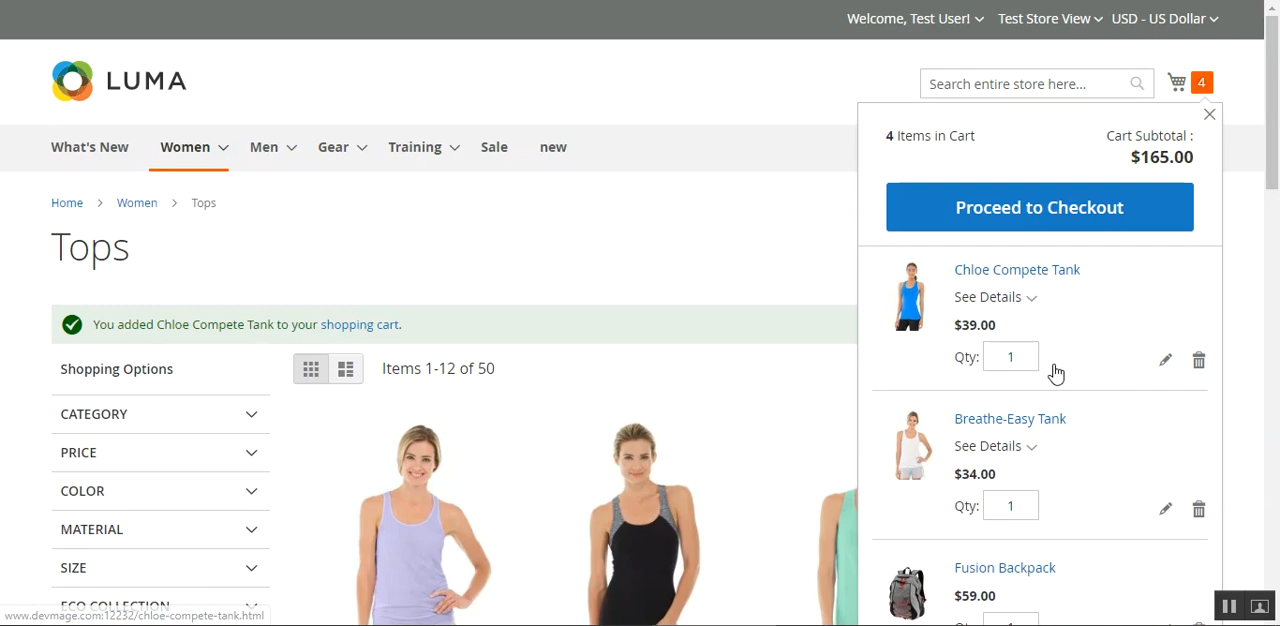 Welcome, Test User! Test Store View USD - US Dollar
LUMA
Search entire store here... 4
What's New Women Men Gear Training Sale new
4 Items in Cart Cart Subtotal :
$165.00
Proceed to Checkout
Home > Women > Tops
Tops
You added Chloe Compete Tank to your shopping cart.
Shopping Options
Items 1-12 of 50
CATEGORY
PRICE
COLOR
MATERIAL
SIZE
ECO COLLECTION
Chloe Compete Tank
See Details
$39.00
Qty: 1
Breathe-Easy Tank
See Details
$34.00
Qty: 1
Fusion Backpack
$59.00
www.devmage.com:12232/chloe-compete-tank.html